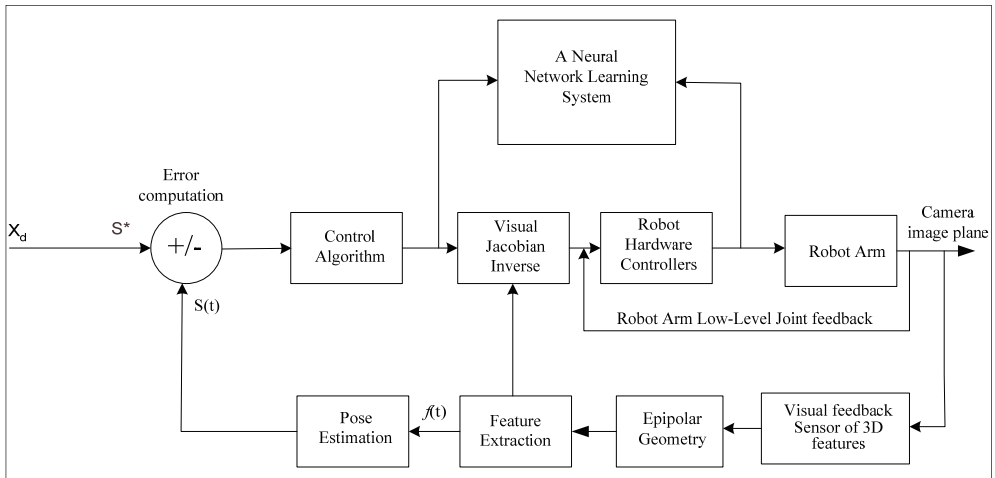 A Neural
Network Learning
System
Error
computation
X_d
S*
+/-
Control
Algorithm
Visual
Jacobian
Inverse
Robot
Hardware
Controllers
Robot Arm
Camera
image plane
S(t)
Robot Arm Low-Level Joint feedback
Pose
Estimation
f(t)
Feature
Extraction
Epipolar
Geometry
Visual feedback
Sensor of 3D
features